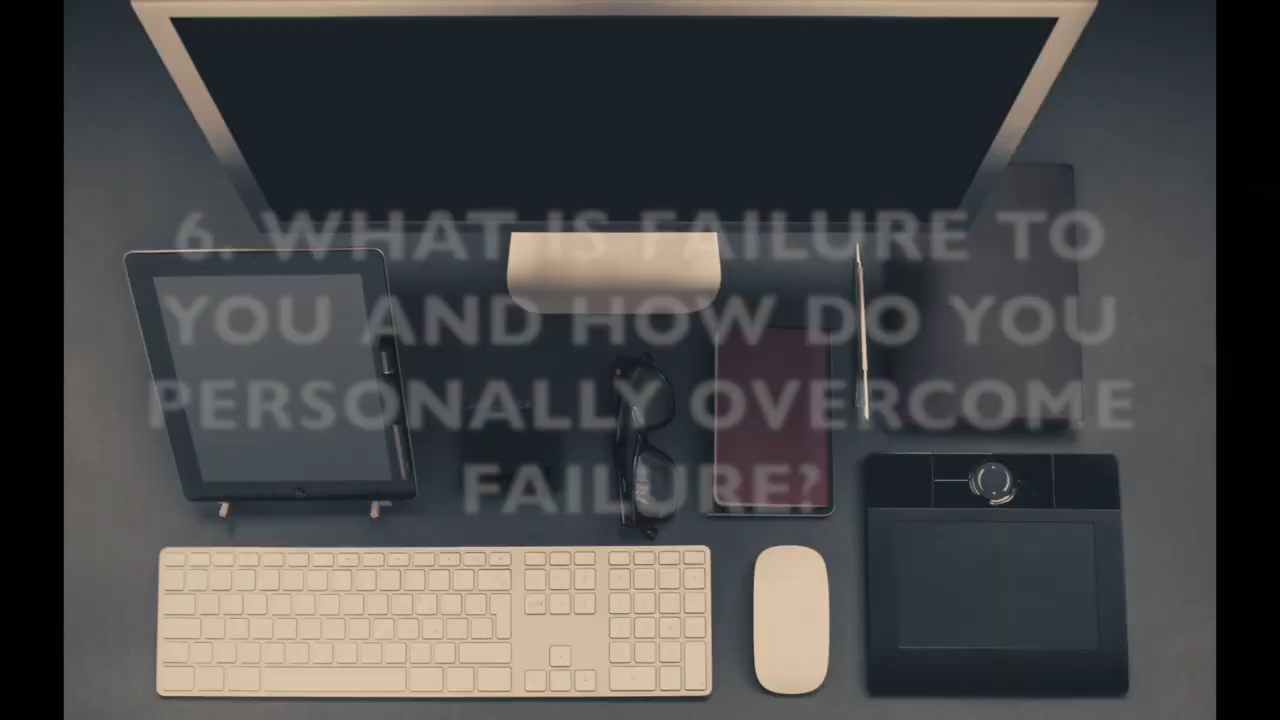 6. WHAT IS FAILURE TO
YOU AND HOW DO YOU
PERSONALLY OVERCOME
FAILURE?